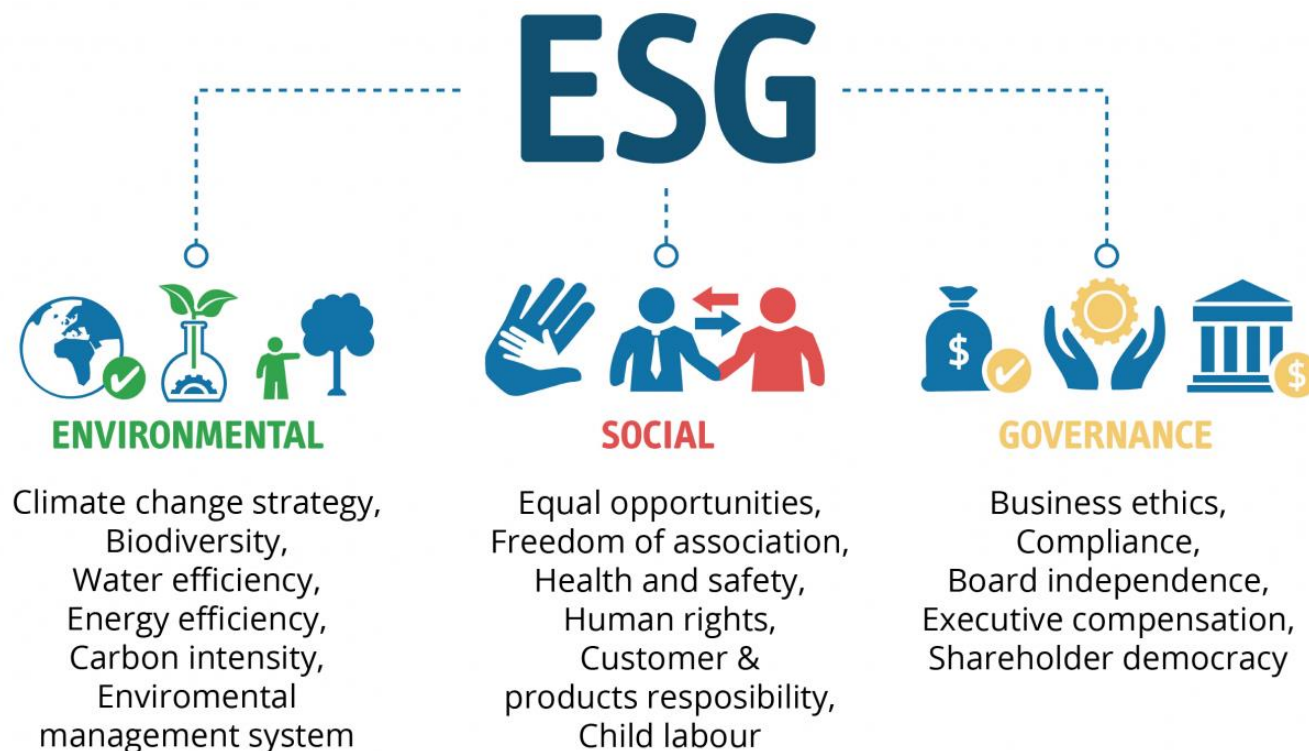 ESG
ENVIRONMENTAL
Climate change strategy,
Biodiversity,
Water efficiency,
Energy efficiency,
Carbon intensity,
Enviromental
management system
SOCIAL
Equal opportunities,
Freedom of association,
Health and safety,
Human rights,
Customer &
products resposibility,
Child labour
$
$
GOVERNANCE
Business ethics,
Compliance,
Board independence,
Executive compensation,
Shareholder democracy